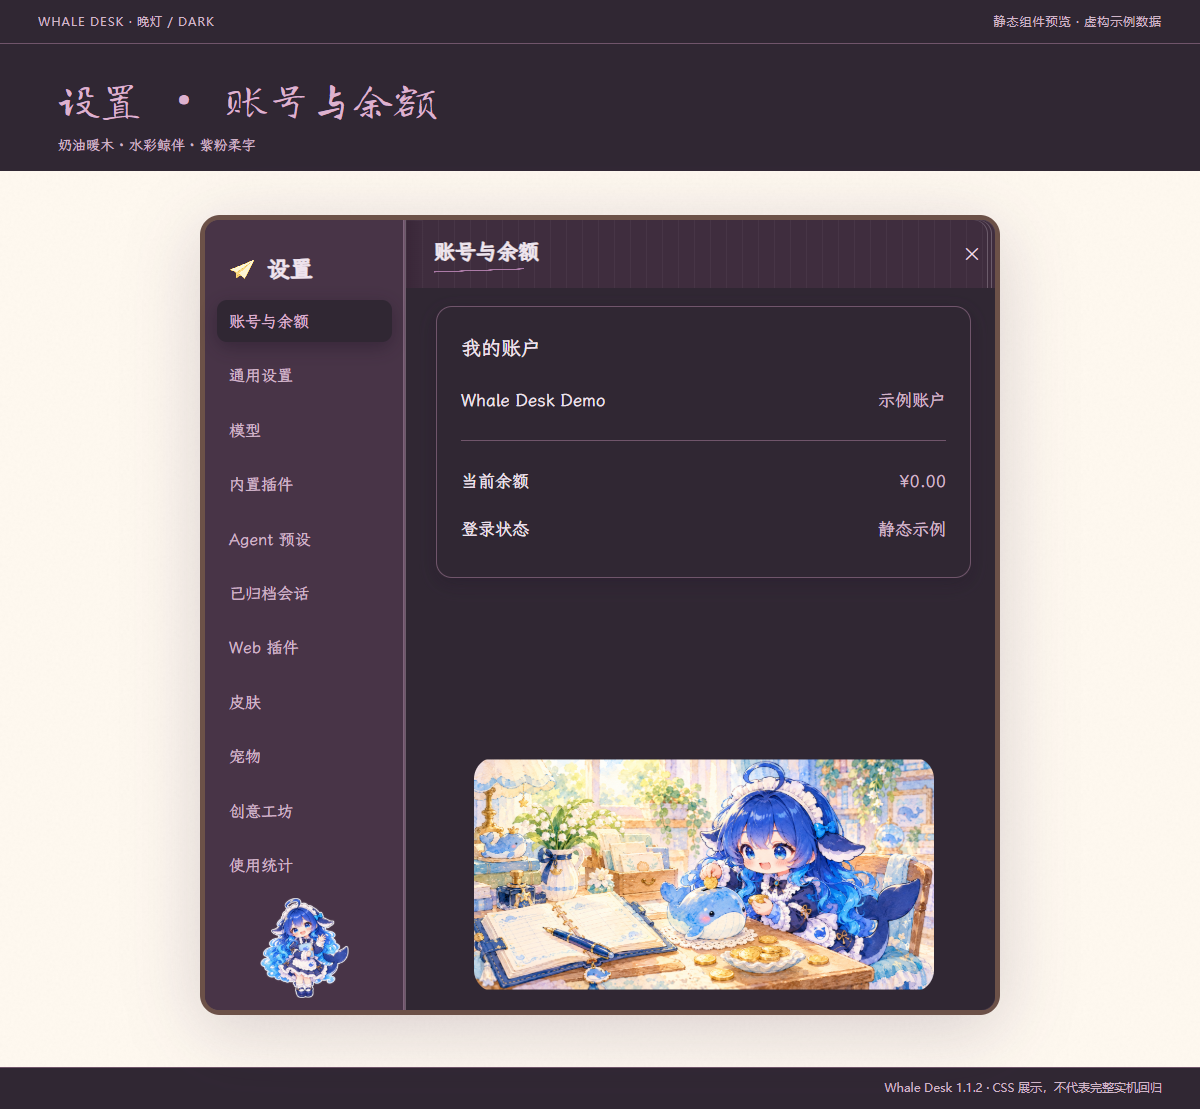 WHALE DESK · 晚灯 / DARK
静态组件预览 · 虚构示例数据
设置 · 账号与余额
奶油暖木 · 水彩鲸伴 · 紫粉柔字
设置
账号与余额
通用设置
模型
内置插件
Agent 预设
已归档会话
Web 插件
皮肤
宠物
创意工坊
使用统计
账号与余额
我的账户
Whale Desk Demo 示例账户
当前余额 ¥0.00
登录状态 静态示例
Whale Desk 1.1.2 · CSS 展示，不代表完整实机回归